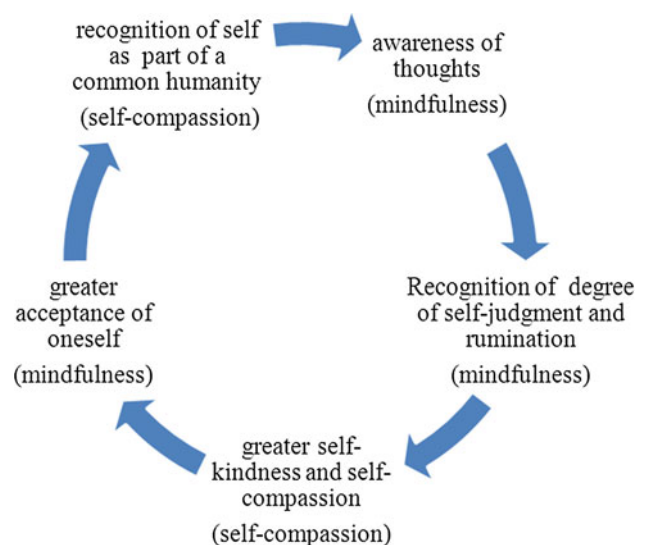 recognition of self
as part of a
common humanity
(self-compassion)
awareness of
thoughts
(mindfulness)
Recognition of degree
of self-judgment and
rumination
(mindfulness)
greater self-
kindness and self-
compassion
(self-compassion)
greater
acceptance of
oneself
(mindfulness)